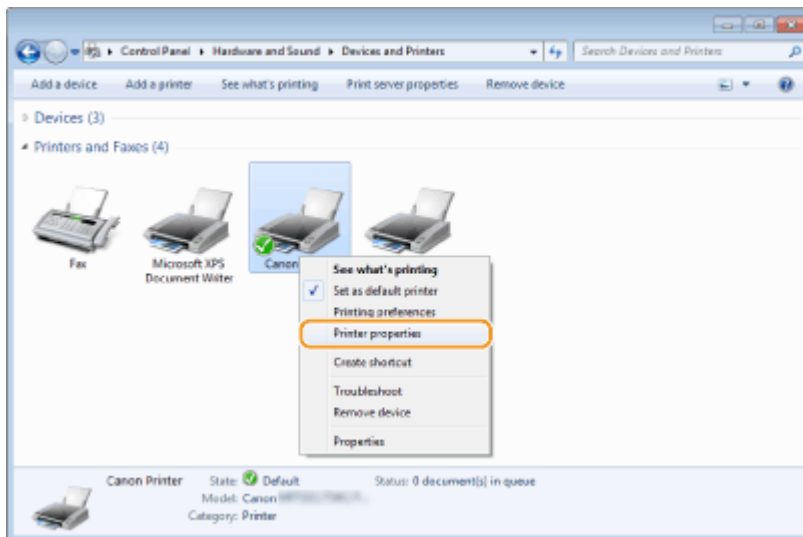 Control Panel Hardware and Sound Devices and Printers Search Devices and Printers
Add a device Add a printer See what's printing Print server properties Remove device
Devices (3)
Printers and Faxes (4)
Fax
Microsoft XPS
Document Writer
Canon
See what's printing
Set as default printer
Printing preferences
Printer properties
Create shortcut
Troubleshoot
Remove device
Properties
Canon Printer State: Default Status: 0 document(s) in queue
Model: Canon
Category: Printer